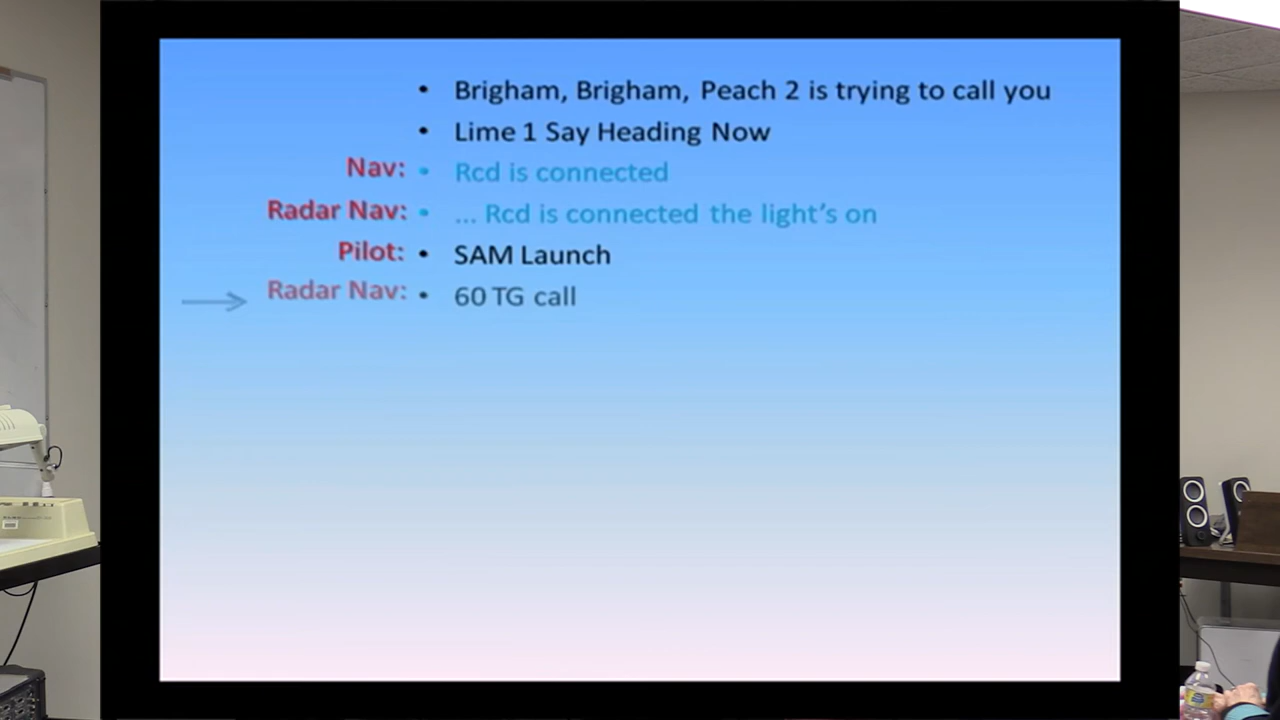 • Brigham, Brigham, Peach 2 is trying to call you
• Lime 1 Say Heading Now
Nav: • Rcd is connected
Radar Nav: • ... Rcd is connected the light's on
Pilot: • SAM Launch
Radar Nav: • 60 TG call